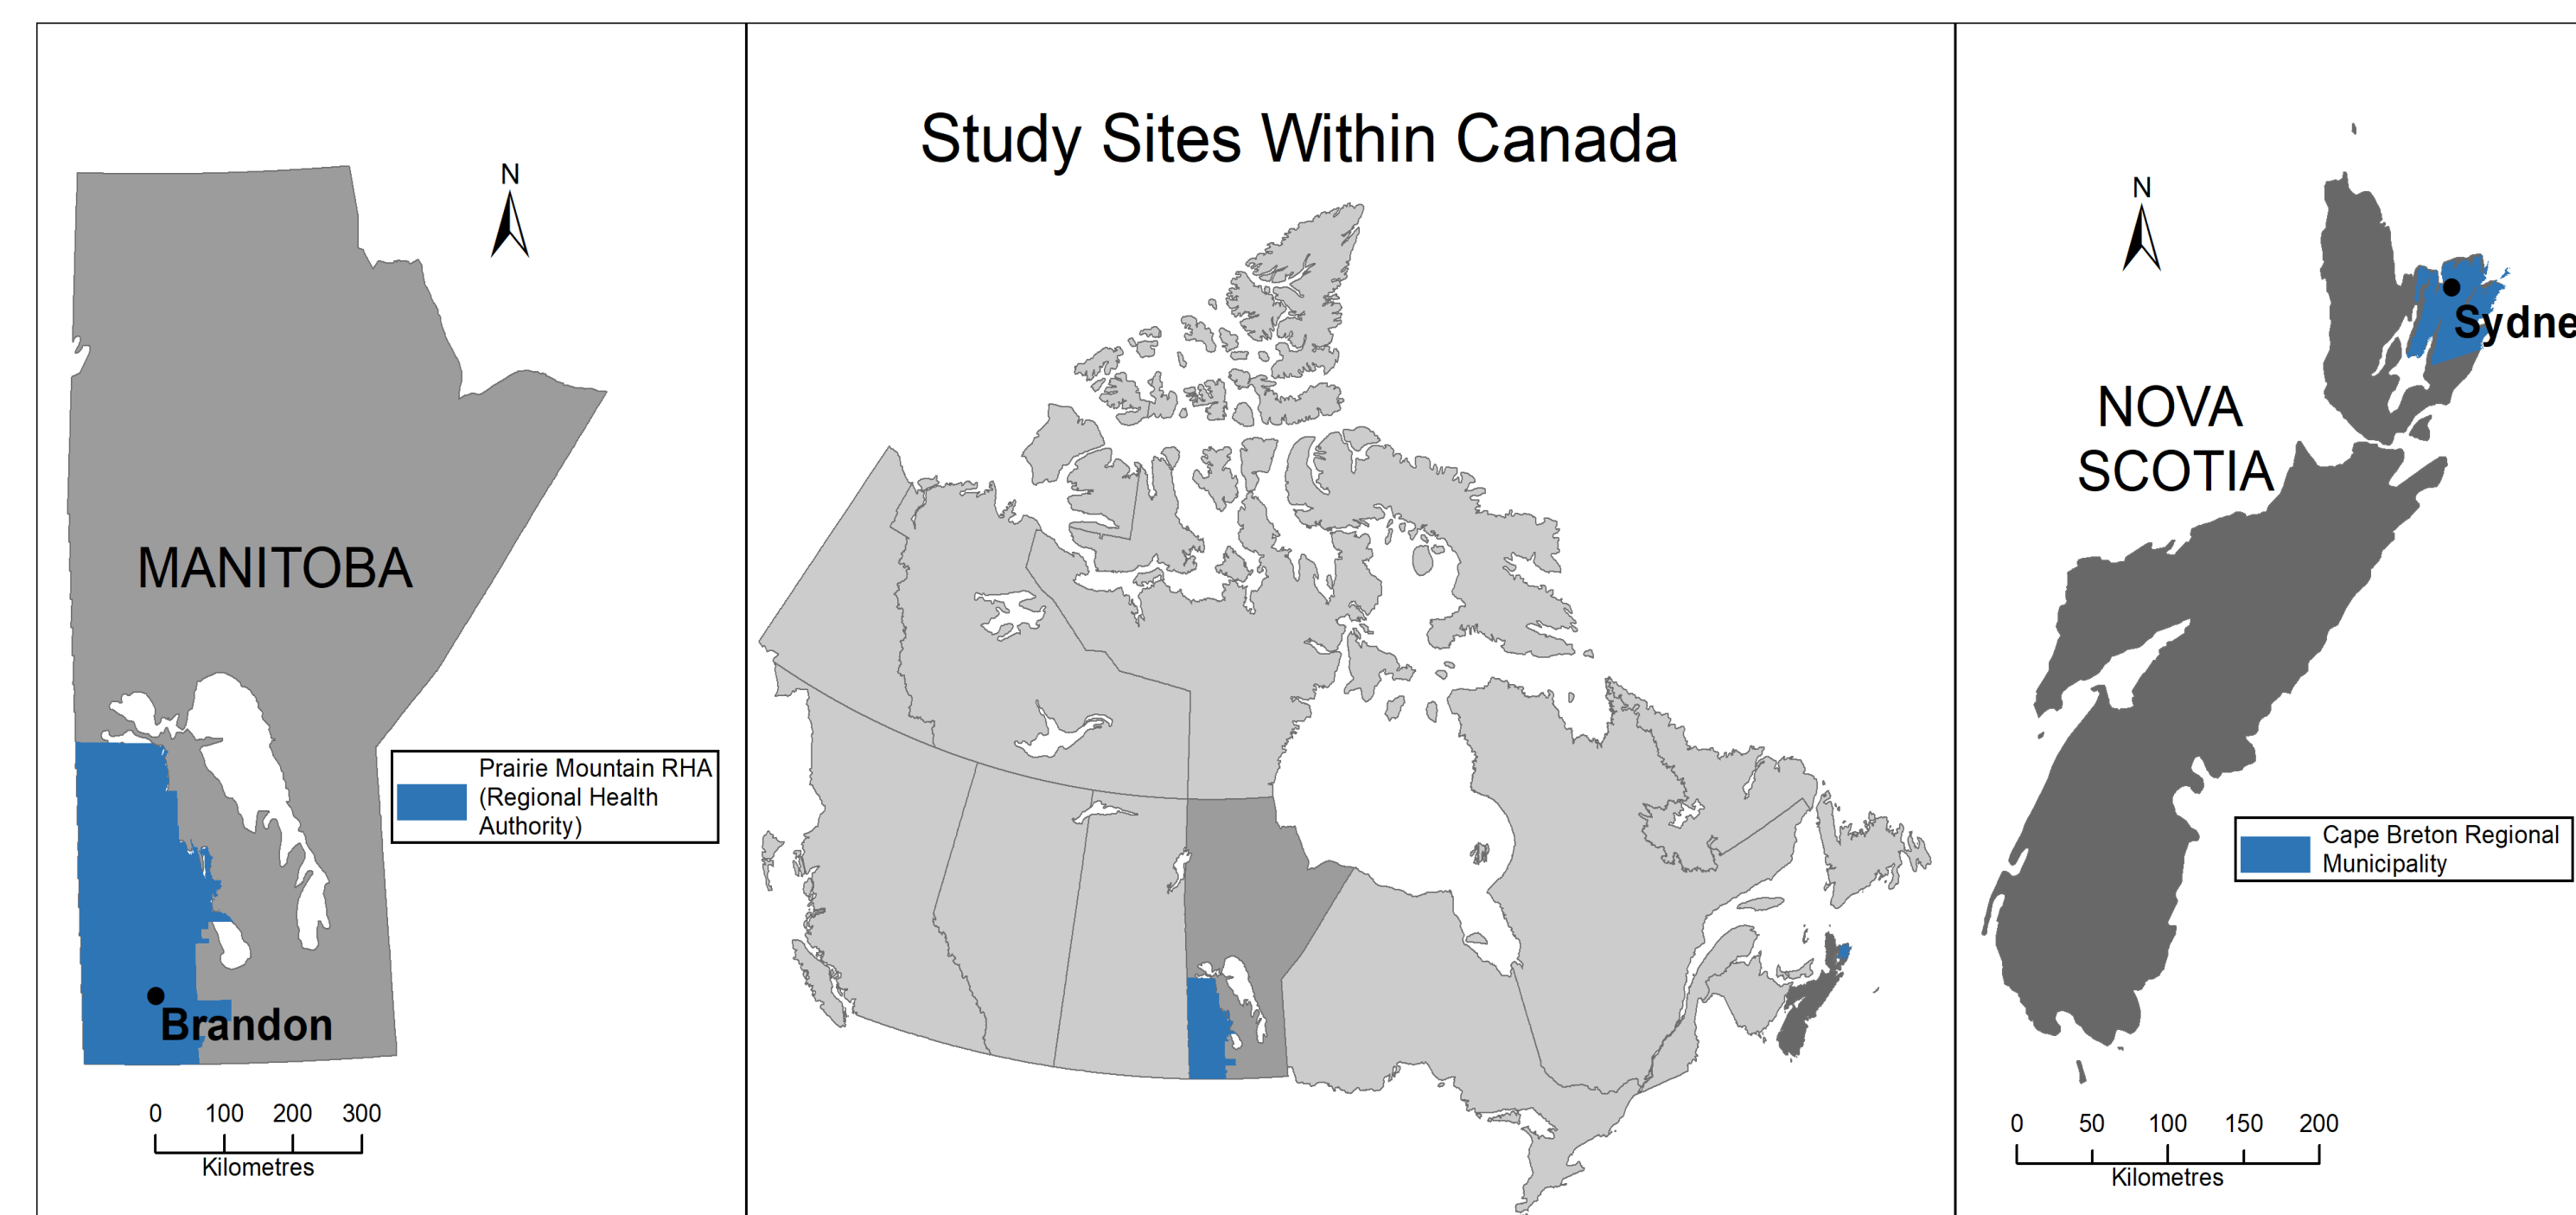 N
MANITOBA
Prairie Mountain RHA
(Regional Health
Authority)
Brandon
0 100 200 300
Kilometres
Study Sites Within Canada
N
Sydne
NOVA
SCOTIA
Cape Breton Regional
Municipality
0 50 100 150 200
Kilometres